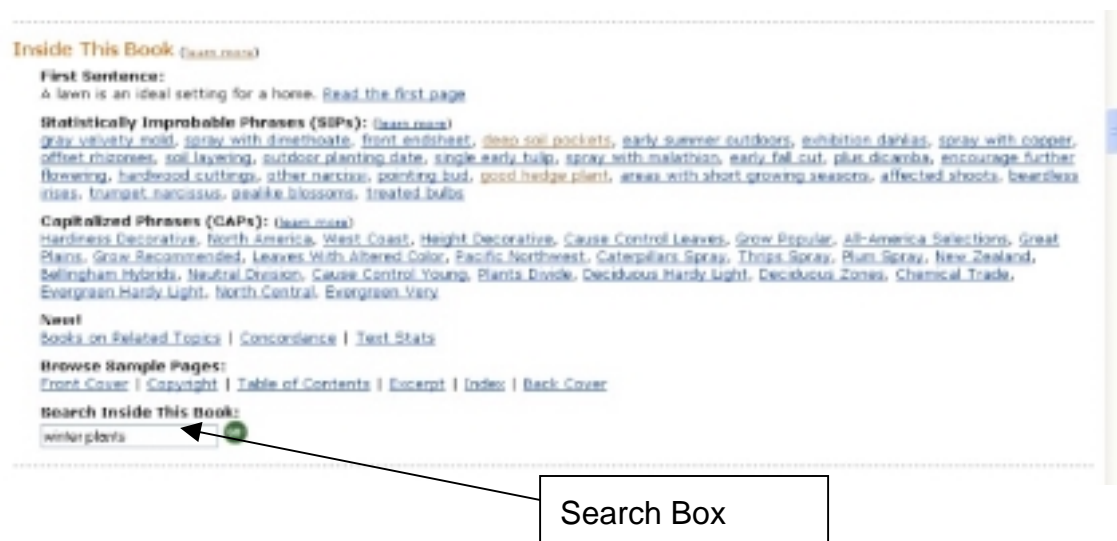 Inside This Book (learn more)
First Sentence:
A lawn is an ideal setting for a home. Read the first page
Statistically Improbable Phrases (SIPs): (learn more)
gray velvety mold, spray with dimethoate, front endsheet, deep soil pockets, early summer outdoors, exhibition dahlias, spray with copper,
offset rhizomes, soil layering, outdoor planting date, single early tulip, spray with malathion, early fall cut, plus dicamba, encourage further
flowering, hardwood cuttings, other narcissi, pointing bud, good hedge plant, areas with short growing seasons, affected shoots, beardless
irises, trumpet narcissus, pealike blossoms, treated bulbs
Capitalized Phrases (CAPs): (learn more)
Hardiness Decorative, North America, West Coast, Height Decorative, Cause Control Leaves, Grow Popular, All-America Selections, Great
Plains, Grow Recommended, Leaves With Altered Color, Pacific Northwest, Caterpillars Spray, Thrips Spray, Plum Spray, New Zealand,
Bellingham Hybrids, Neutral Division, Cause Control Young, Plants Divide, Deciduous Hardy Light, Deciduous Zones, Chemical Trade,
Evergreen Hardy Light, North Central, Evergreen Very
New!
Books on Related Topics | Concordance | Text Stats
Browse Sample Pages:
Front Cover | Copyright | Table of Contents | Excerpt | Index | Back Cover
Search Inside This Book:
winter plants
Search Box